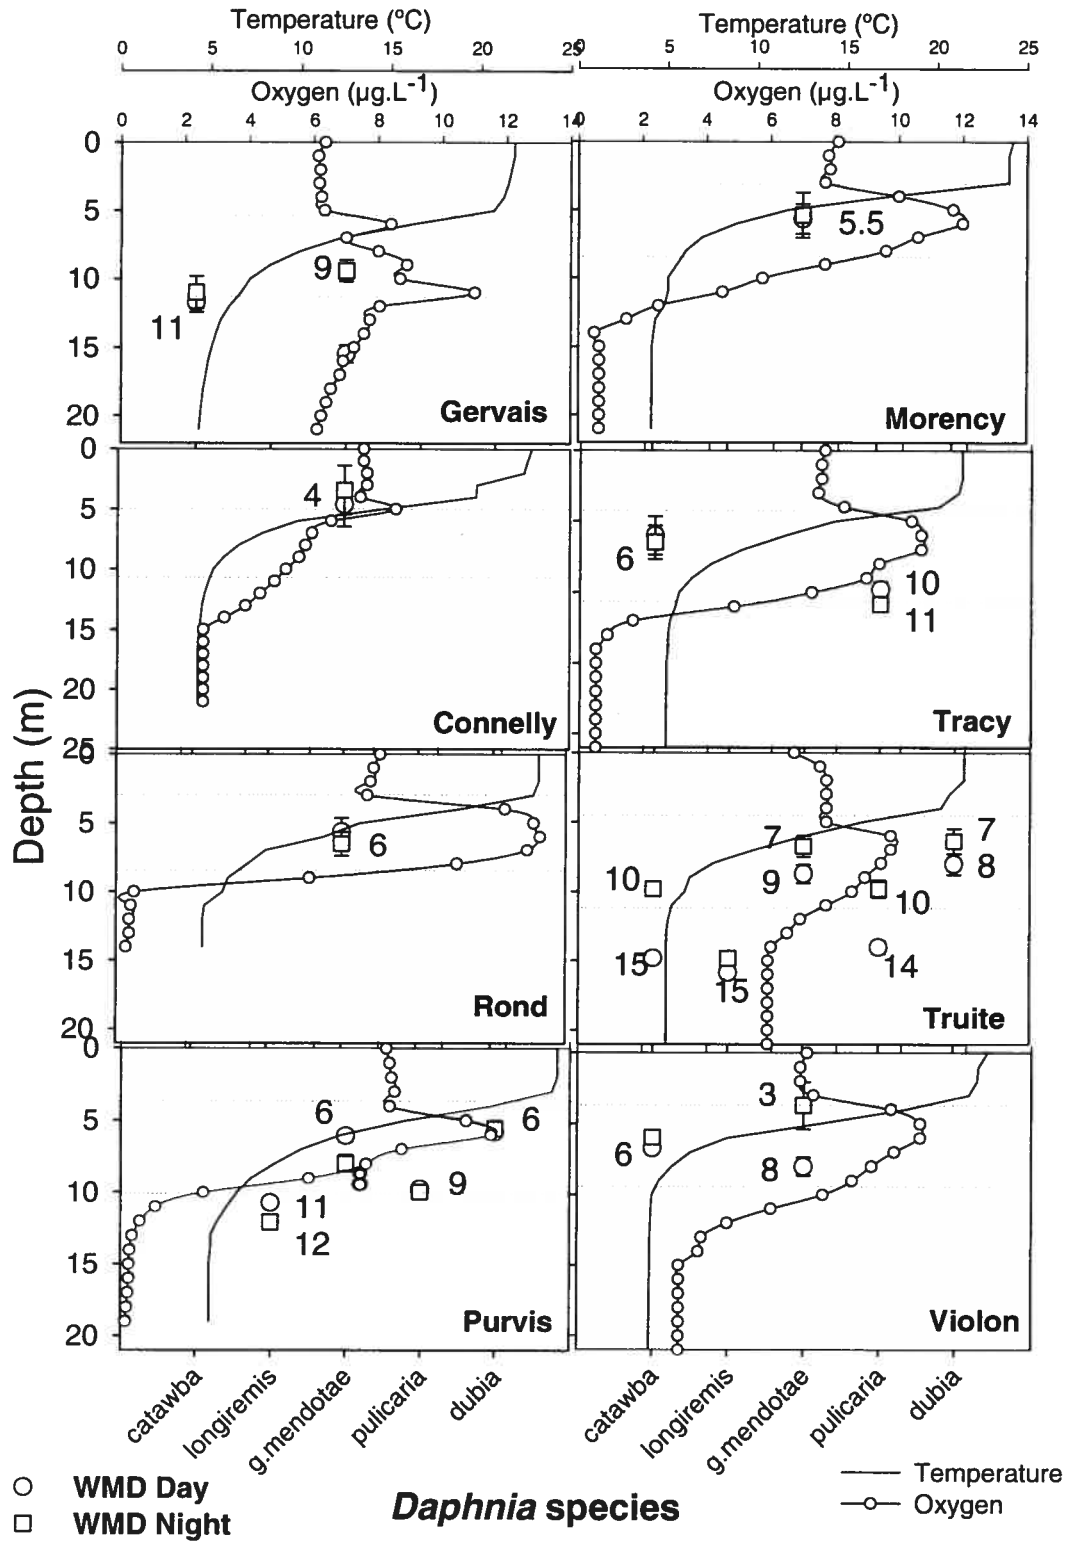 Temperature (ºC)
Temperature (ºC)
0 5 10 15 20 25
0 5 10 15 20 25
Oxygen (µg.L-1)
Oxygen (µg.L-1)
0 2 4 6 8 10 12 14
0 2 4 6 8 10 12 14
Depth (m)
0
5
10
15
20
9
11
Gervais
5.5
Morency
0
5
10
15
20
25
4
Connelly
6
10
11
Tracy
0
5
10
15
20
6
Rond
7
7
9
8
10
10
15
15
14
Truite
0
5
10
15
20
6
6
8
9
11
12
Purvis
3
6
8
Violon
catawba
longiremis
g.mendotae
pulicaria
dubia
catawba
longiremis
g.mendotae
pulicaria
dubia
WMD Day
WMD Night
Daphnia species
Temperature
Oxygen